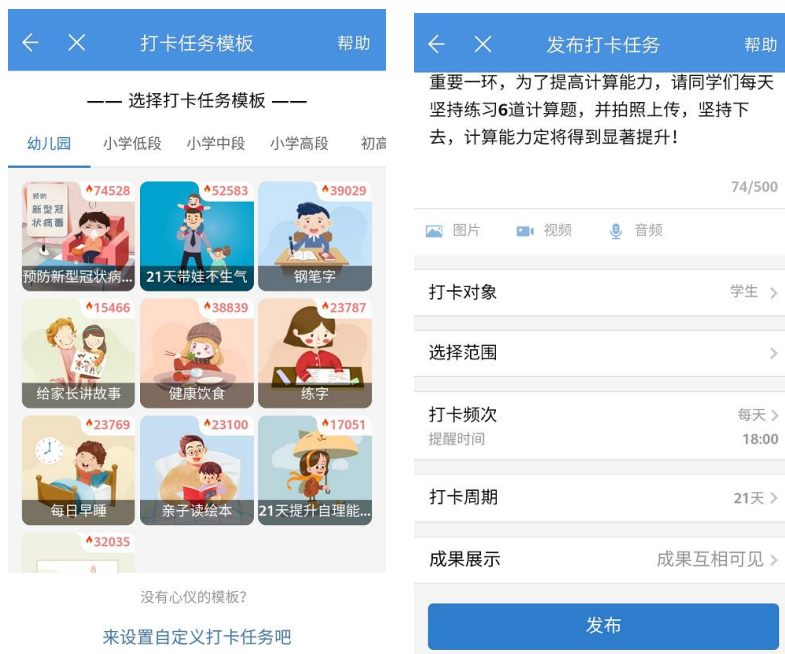 打卡任务模板
帮助
—— 选择打卡任务模板 ——
幼儿园
小学低段
小学中段
小学高段
初高
74528
52583
39029
预防
新型冠
状病毒
预防新型冠状病...
21天带娃不生气
钢笔字
15466
38839
23787
给家长讲故事
健康饮食
练字
23769
23100
17051
每日早睡
亲子读绘本
21天提升自理能...
32035
没有心仪的模板?
来设置自定义打卡任务吧
发布打卡任务
帮助
重要一环，为了提高计算能力，请同学们每天
坚持练习6道计算题，并拍照上传，坚持下
去，计算能力定将得到显著提升！
74/500
图片
视频
音频
打卡对象
学生
选择范围
打卡频次
每天
提醒时间
18:00
打卡周期
21天
成果展示
成果互相可见
发布